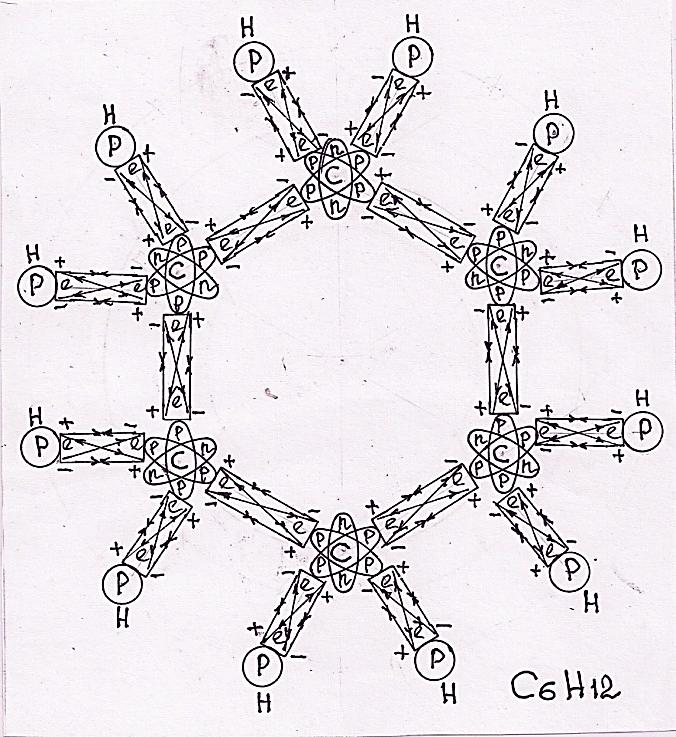 H H
P P
- e + - e +
H H
P P
+ e - + e -
n
- e + p p - e +
C
H + e - p p + e - + e - H
n
P + - e + p p - e + + - P
n p p n
e e C C e e
- + p n n p - +
p p
- e + - e +
H + e - + e - H
p p
P + - p n n p + - P
e e C C e e
- + n p p n - +
p p
- e + + e - + e - - e +
n
+ e - - e + p p + e - + e -
P C P
H p p H
n
- e + - e +
+ e - + e -
P P
H H
C6H12